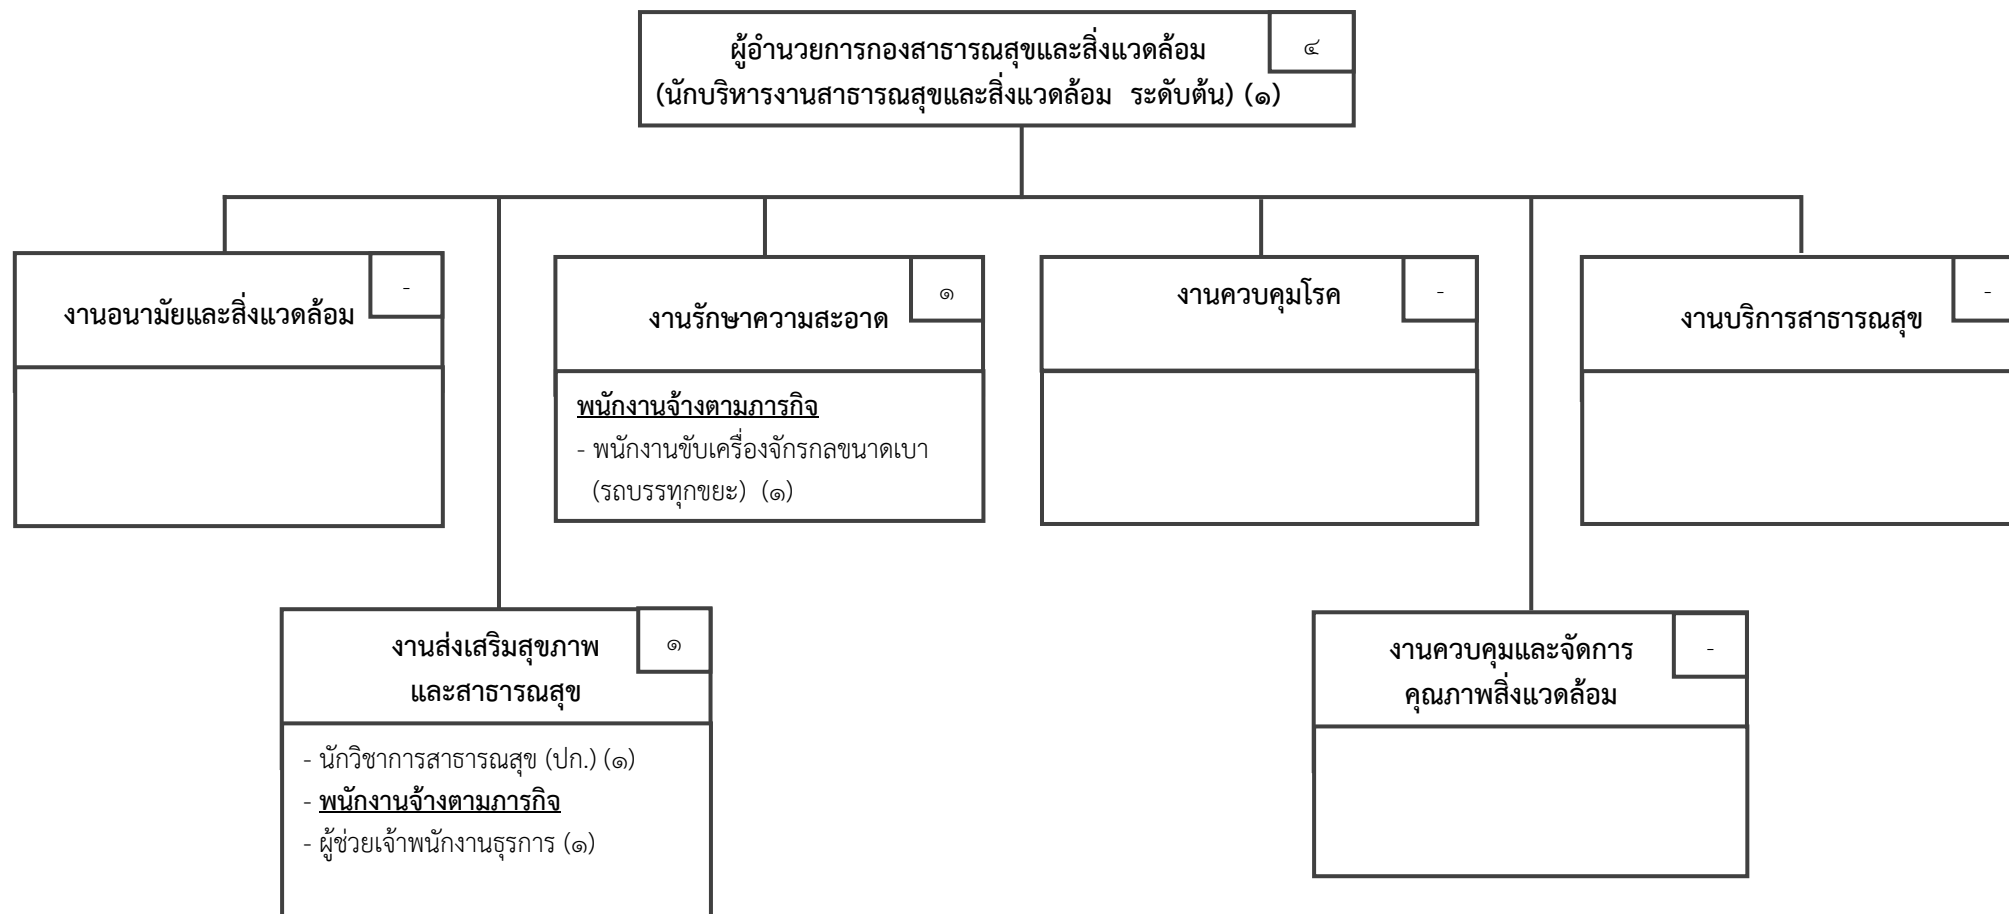 ผู้อำนวยการกองสาธารณสุขและสิ่งแวดล้อม
๔
(นักบริหารงานสาธารณสุขและสิ่งแวดล้อม ระดับต้น) (๑)
งานอนามัยและสิ่งแวดล้อม
-
งานรักษาความสะอาด
๑
พนักงานจ้างตามภารกิจ
- พนักงานขับเครื่องจักรกลขนาดเบา
(รถบรรทุกขยะ) (๑)
งานควบคุมโรค
-
งานบริการสาธารณสุข
-
งานส่งเสริมสุขภาพ
๑
และสาธารณสุข
- นักวิชาการสาธารณสุข (ปก.) (๑)
- พนักงานจ้างตามภารกิจ
- ผู้ช่วยเจ้าพนักงานธุรการ (๑)
งานควบคุมและจัดการ
-
คุณภาพสิ่งแวดล้อม